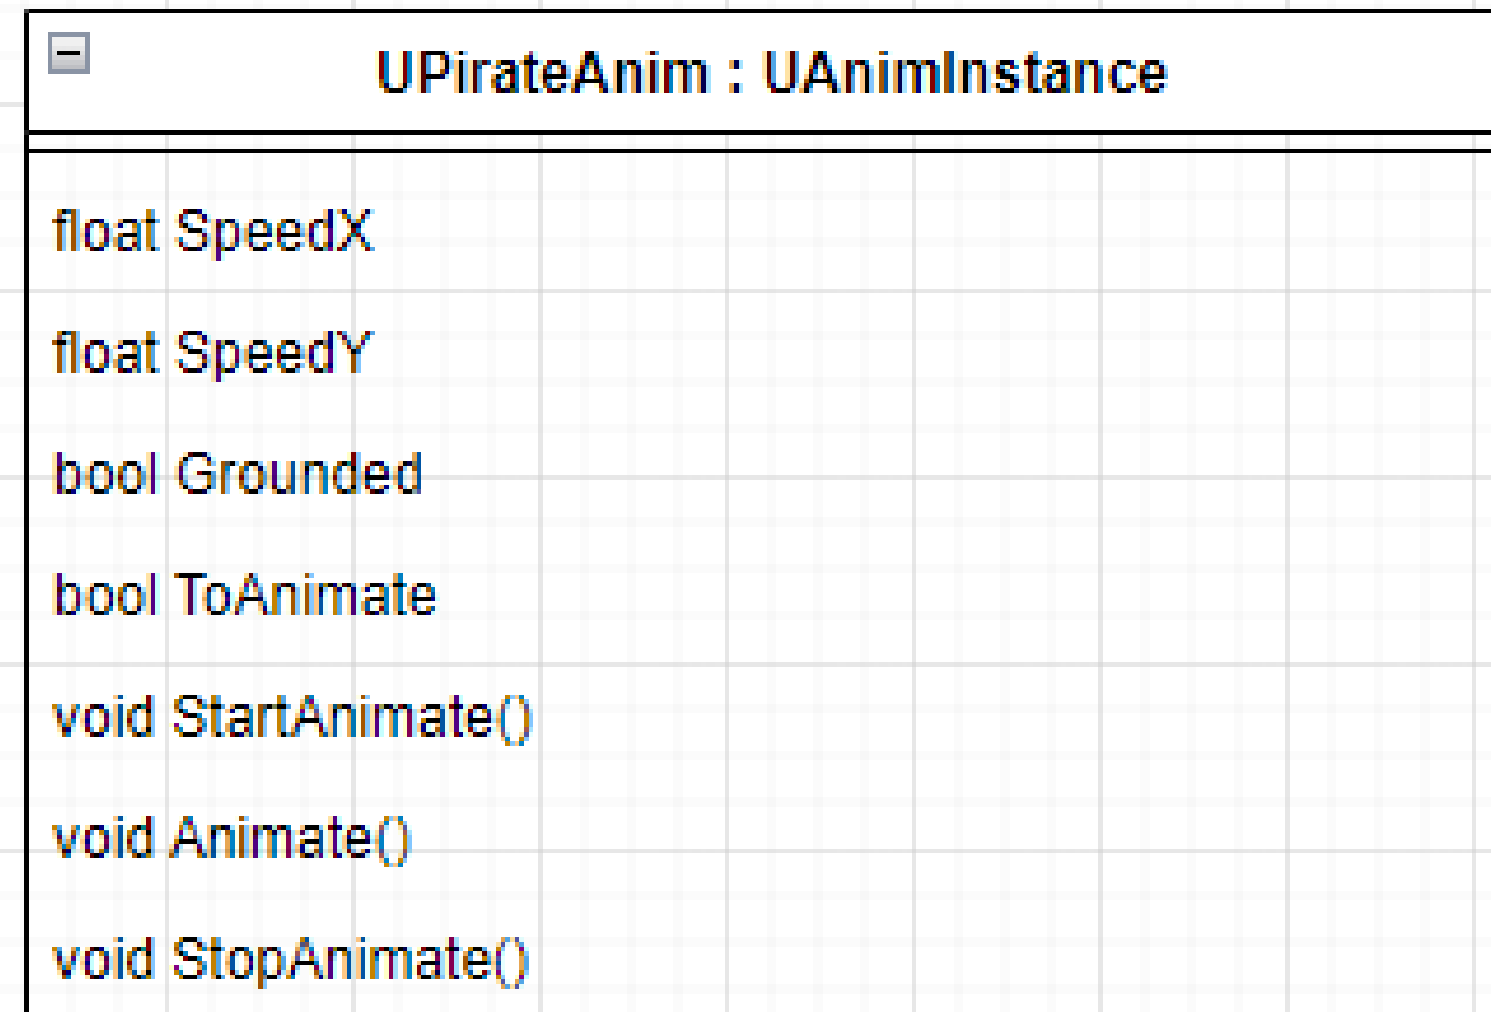 UPirateAnim : UAnimInstance
float SpeedX
float SpeedY
bool Grounded
bool ToAnimate
void StartAnimate()
void Animate()
void StopAnimate()